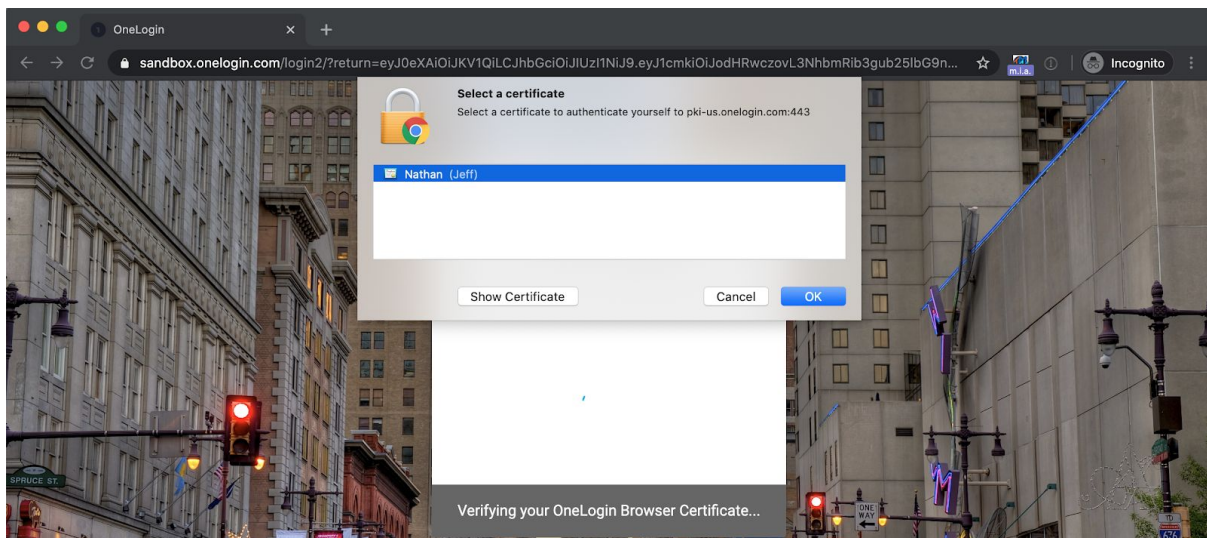 OneLogin
sandbox.onelogin.com/login2/?return=eyJ0eXAiOiJKV1QiLCJhbGciOiJIUzI1NiJ9.eyJ1cmkiOiJodHRwczovL3NhbmRib3gub25lbG9n...
m.i.a.
Incognito
Select a certificate
Select a certificate to authenticate yourself to pki-us.onelogin.com:443
Nathan (Jeff)
Show Certificate
Cancel
OK
SPRUCE ST.
Verifying your OneLogin Browser Certificate...
ONE
WAY
676